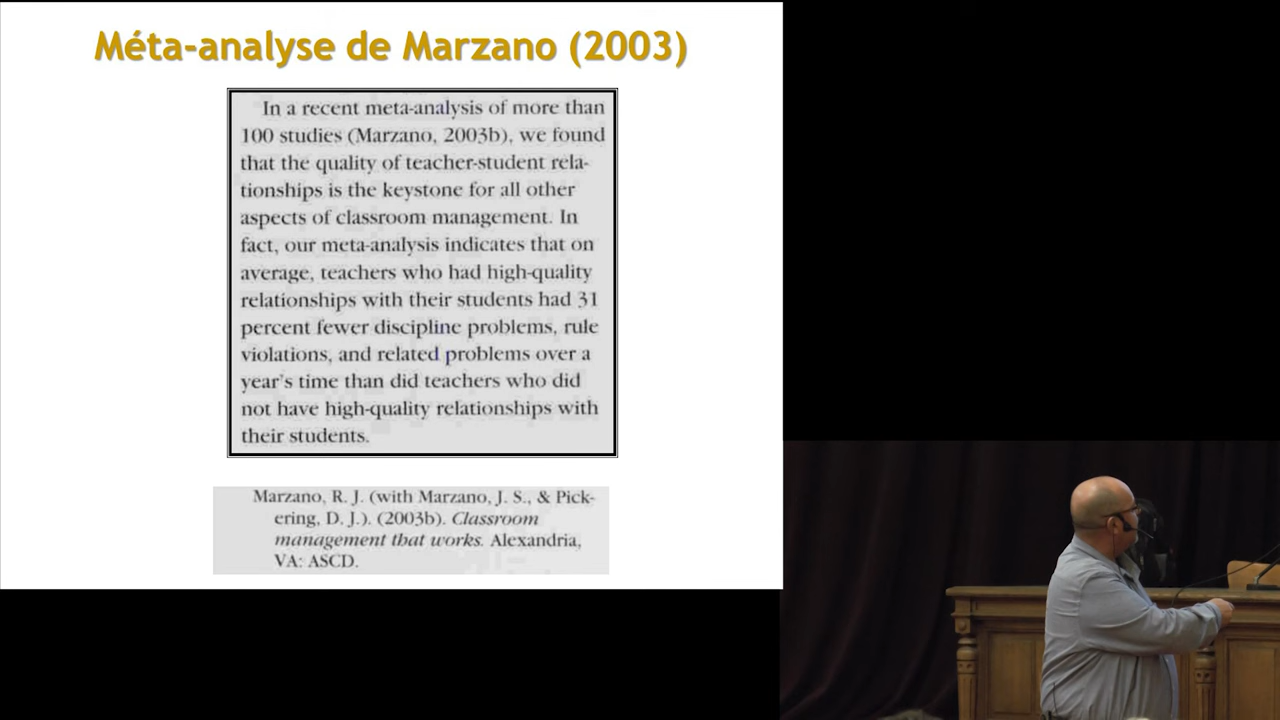 Méta-analyse de Marzano (2003)
In a recent meta-analysis of more than
100 studies (Marzano, 2003b), we found
that the quality of teacher-student rela-
tionships is the keystone for all other
aspects of classroom management. In
fact, our meta-analysis indicates that on
average, teachers who had high-quality
relationships with their students had 31
percent fewer discipline problems, rule
violations, and related problems over a
year's time than did teachers who did
not have high-quality relationships with
their students.
Marzano, R. J. (with Marzano, J. S., & Pick-
ering, D. J.). (2003b). Classroom
management that works. Alexandria,
VA: ASCD.